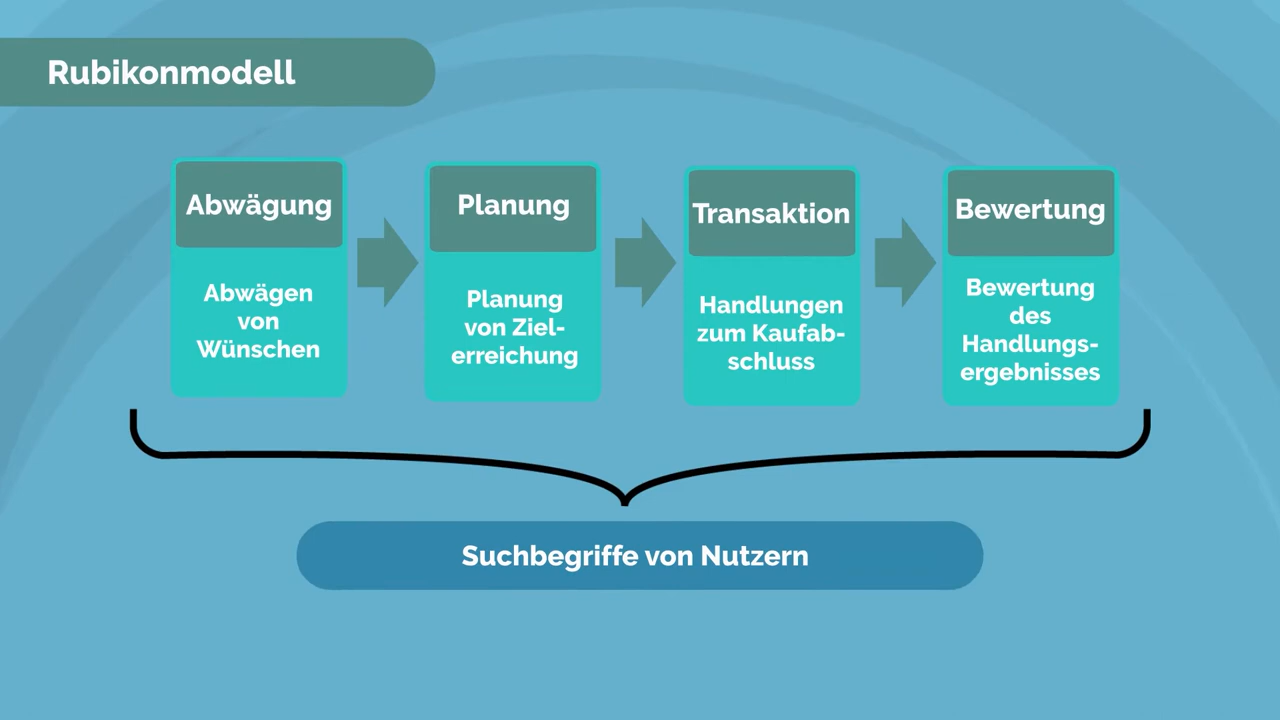 Rubikonmodell
Abwägung
Abwägen
von
Wünschen
Planung
Planung
von Ziel-
erreichung
Transaktion
Handlungen
zum Kaufab-
schluss
Bewertung
Bewertung
des
Handlungs-
ergebnisses
Suchbegriffe von Nutzern